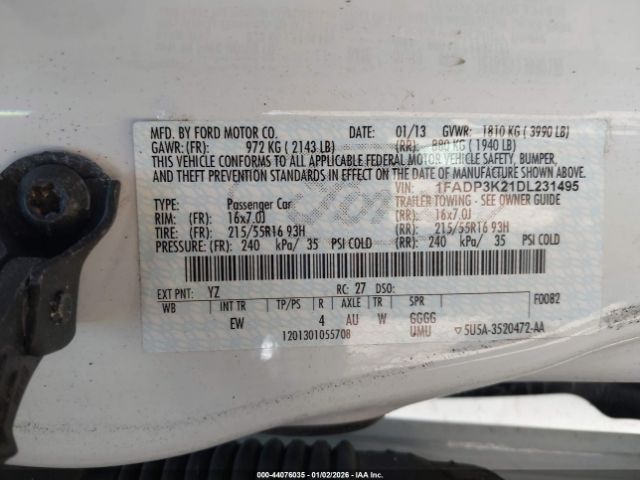 MFD. BY FORD MOTOR CO. DATE: 01/13 GVWR: 1810 KG ( 3990 LB)
GAWR: (FR): 972 KG ( 2143 LB) (RR): 880 KG ( 1940 LB)
THIS VEHICLE CONFORMS TO ALL APPLICABLE FEDERAL MOTOR VEHICLE SAFETY, BUMPER,
AND THEFT PREVENTION STANDARDS IN EFFECT ON THE DATE OF MANUFACTURE SHOWN ABOVE.
VIN: 1FADP3K21DL231495
TYPE: Passenger Car TRAILER TOWING - SEE OWNER GUIDE
RIM: (FR): 16x7.0J (RR): 16x7.0J
TIRE: (FR): 215/55R16 93H (RR): 215/55R16 93H
PRESSURE: (FR): 240 kPa/ 35 PSI COLD (RR): 240 kPa/ 35 PSI COLD
EXT PNT: YZ RC: 27 DSO:
WB INT TR TP/PS R AXLE TR SPR F0082
EW 4 AU W GGGG
1201301055708 UMU ▽5U5A-3520472-AA
000-44076035 - 01/02/2026 - IAAI.COM